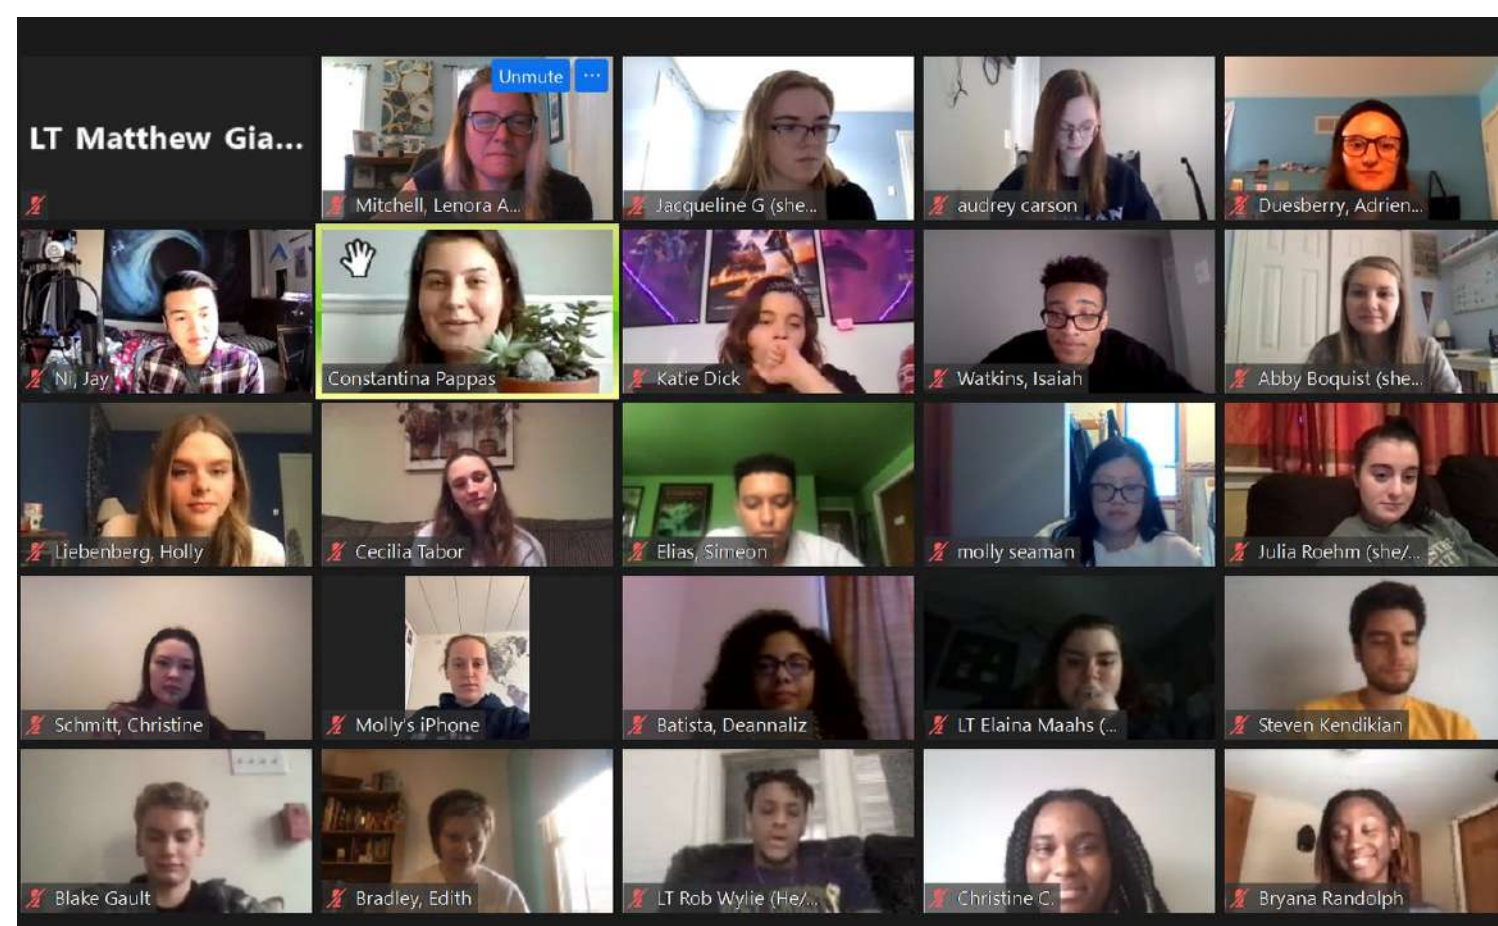 LT Matthew Gia...
Unmute ...
Mitchell, Lenora A...
Jacqueline G (she...
audrey carson
Duesberry, Adrien...
Ni, Jay
Constantina Pappas
Katie Dick
Watkins, Isaiah
Abby Boquist (she...
Liebenberg, Holly
Cecilia Tabor
Elias, Simeon
molly seaman
Julia Roehm (she/...
Schmitt, Christine
Molly's iPhone
Batista, Deannaliz
LT Elaina Maahs (...
Steven Kendikian
Blake Gault
Bradley, Edith
LT Rob Wylie (He/...
Christine C.
Bryana Randolph